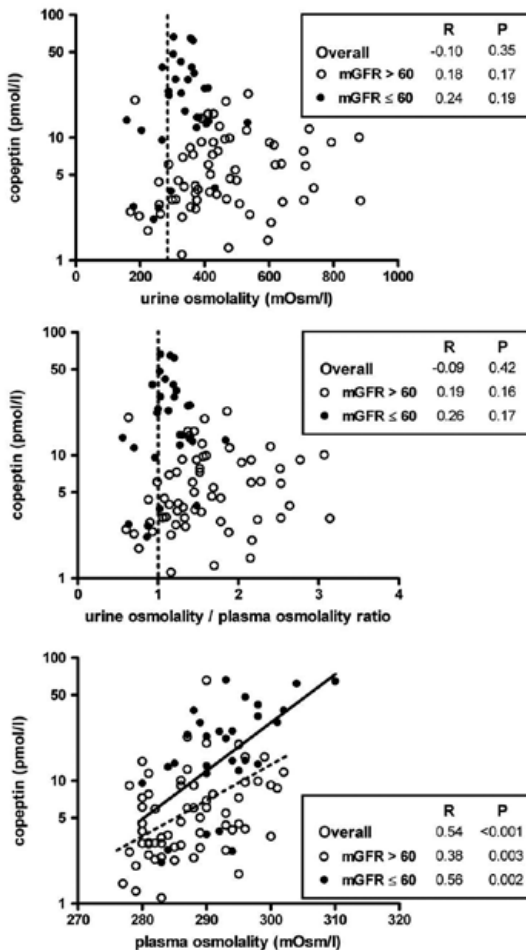 R P
Overall -0.10 0.35
mGFR > 60 0.18 0.17
mGFR ≤ 60 0.24 0.19
copeptin (pmol/l)
100
50
10
5
1
0 200 400 600 800 1000
urine osmolality (mOsm/l)
R P
Overall -0.09 0.42
mGFR > 60 0.19 0.16
mGFR ≤ 60 0.26 0.17
copeptin (pmol/l)
100
50
10
5
1
0 1 2 3 4
urine osmolality / plasma osmolality ratio
copeptin (pmol/l)
100
50
10
5
1
R P
Overall 0.54 <0.001
mGFR > 60 0.38 0.003
mGFR ≤ 60 0.56 0.002
270 280 290 300 310 320
plasma osmolality (mOsm/l)